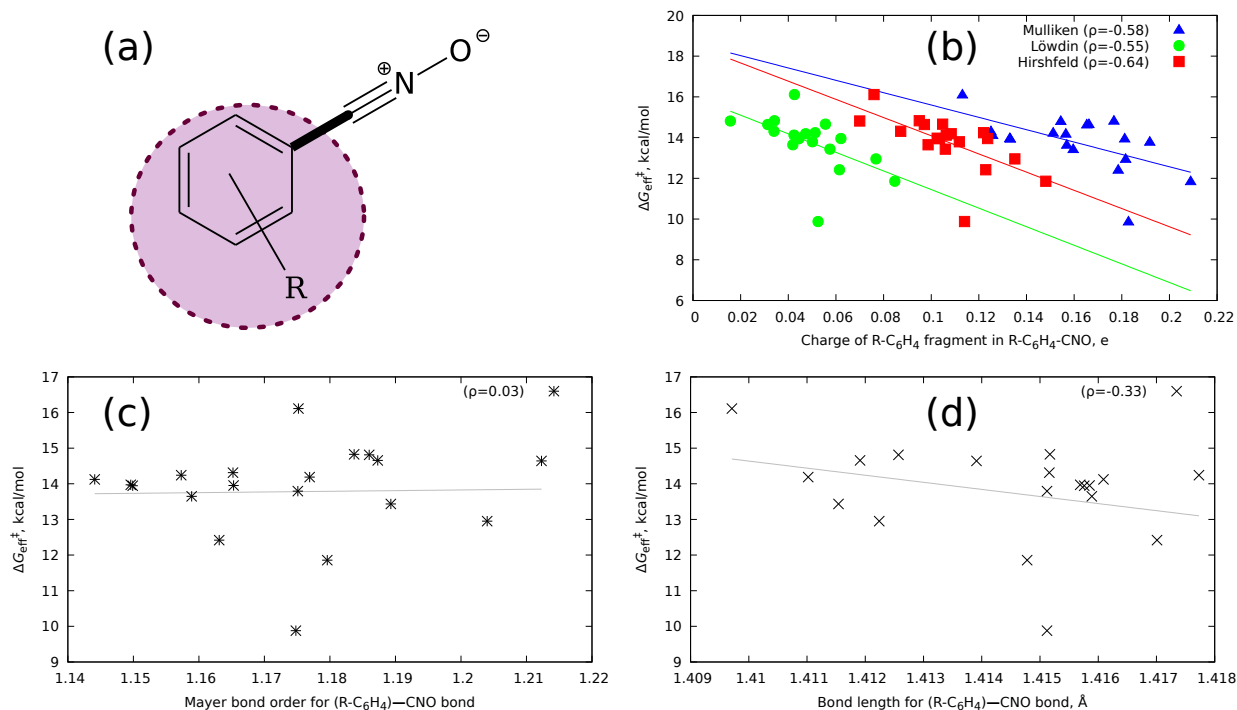 (a)
⊕
N
O
⊖
R
(b)
Mulliken (ρ=-0.58)
Löwdin (ρ=-0.55)
Hirshfeld (ρ=-0.64)
20
18
16
14
12
10
8
6
ΔG‡eff, kcal/mol
0 0.02 0.04 0.06 0.08 0.1 0.12 0.14 0.16 0.18 0.2 0.22
Charge of R-C₆H₄ fragment in R-C₆H₄-CNO, e
(c)
(ρ=0.03)
17
16
15
14
13
12
11
10
9
ΔG‡eff, kcal/mol
1.14 1.15 1.16 1.17 1.18 1.19 1.2 1.21 1.22
Mayer bond order for (R-C₆H₄)—CNO bond
(d)
(ρ=-0.33)
17
16
15
14
13
12
11
10
9
ΔG‡eff, kcal/mol
1.409 1.41 1.411 1.412 1.413 1.414 1.415 1.416 1.417 1.418
Bond length for (R-C₆H₄)—CNO bond, Å